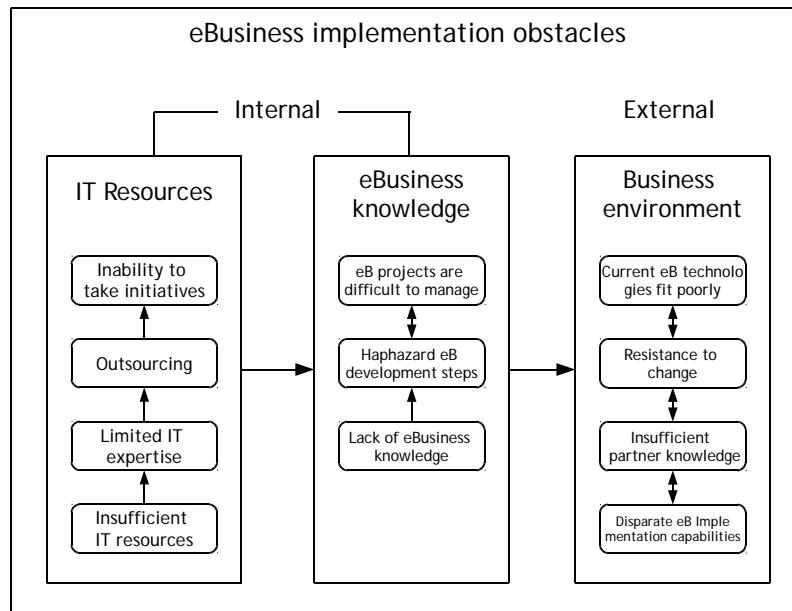 eBusiness implementation obstacles
Internal
External
IT Resources
Inability to
take initiatives
Outsourcing
Limited IT
expertise
Insufficient
IT resources
eBusiness
knowledge
eB projects are
difficult to manage
Haphazard eB
development steps
Lack of eBusiness
knowledge
Business
environment
Current eB technolo
gies fit poorly
Resistance to
change
Insufficient
partner knowledge
Disparate eB Imple
mentation capabilities